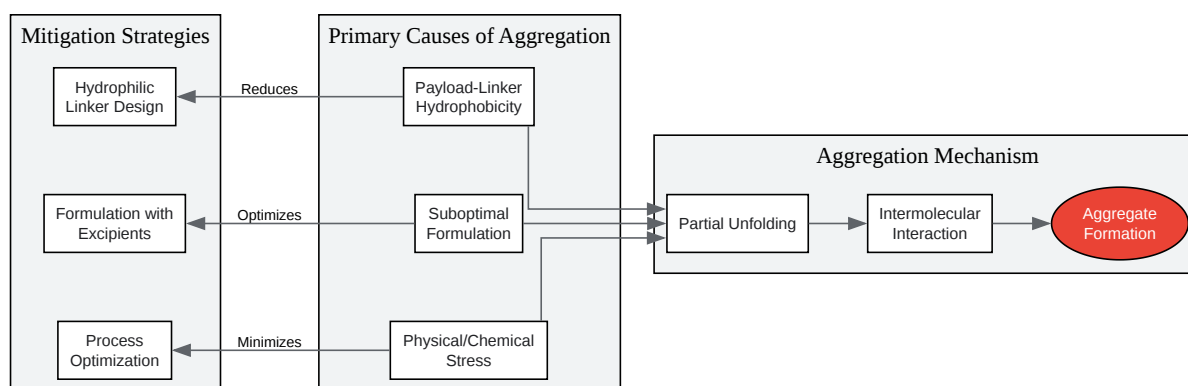 Mitigation Strategies
Hydrophilic
Linker Design
Formulation with
Excipients
Process
Optimization
Reduces
Optimizes
Minimizes
Primary Causes of Aggregation
Payload-Linker
Hydrophobicity
Suboptimal
Formulation
Physical/Chemical
Stress
Aggregation Mechanism
Partial Unfolding
Intermolecular
Interaction
Aggregate
Formation